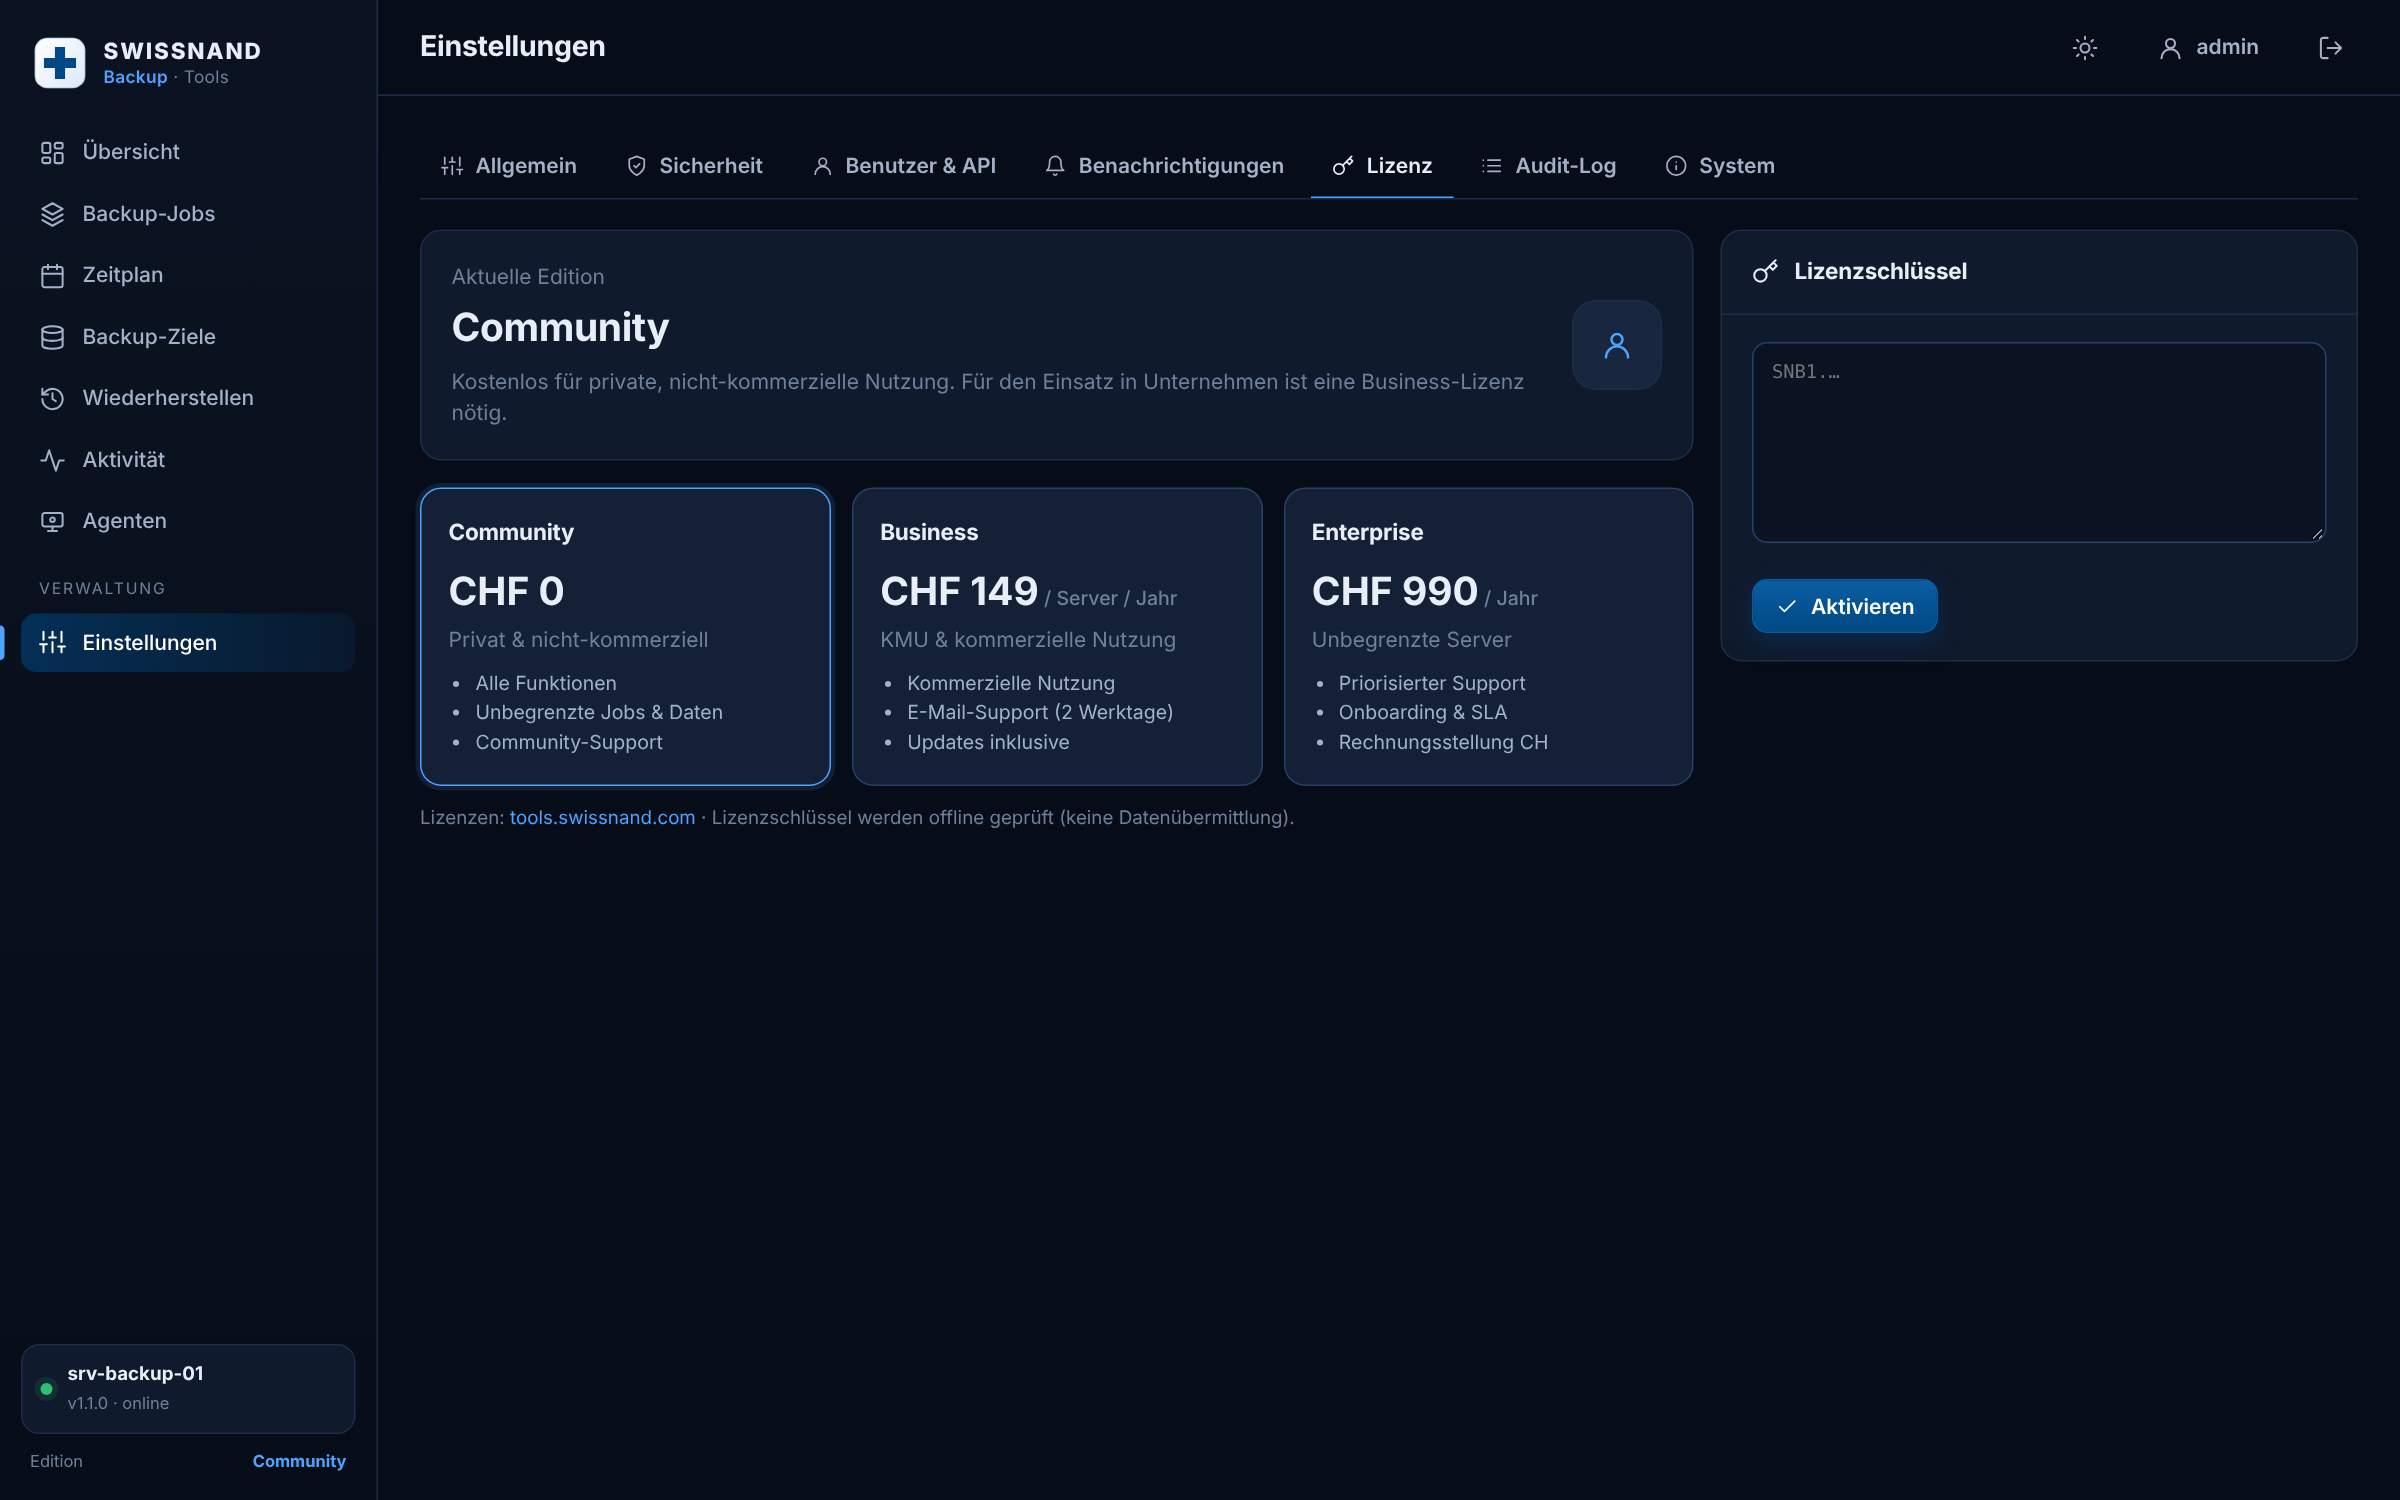 SWISSNAND
Backup · Tools
Übersicht
Backup-Jobs
Zeitplan
Backup-Ziele
Wiederherstellen
Aktivität
Agenten
VERWALTUNG
Einstellungen
srv-backup-01
v1.1.0 · online
Edition Community
Einstellungen
admin
Allgemein Sicherheit Benutzer & API Benachrichtigungen Lizenz Audit-Log System
Aktuelle Edition
Community
Kostenlos für private, nicht-kommerzielle Nutzung. Für den Einsatz in Unternehmen ist eine Business-Lizenz
nötig.
Community
CHF 0
Privat & nicht-kommerziell
• Alle Funktionen
• Unbegrenzte Jobs & Daten
• Community-Support
Business
CHF 149 / Server / Jahr
KMU & kommerzielle Nutzung
• Kommerzielle Nutzung
• E-Mail-Support (2 Werktage)
• Updates inklusive
Enterprise
CHF 990 / Jahr
Unbegrenzte Server
• Priorisierter Support
• Onboarding & SLA
• Rechnungsstellung CH
Lizenzen: tools.swissnand.com · Lizenzschlüssel werden offline geprüft (keine Datenübermittlung).
Lizenzschlüssel
SNB1.…
Aktivieren